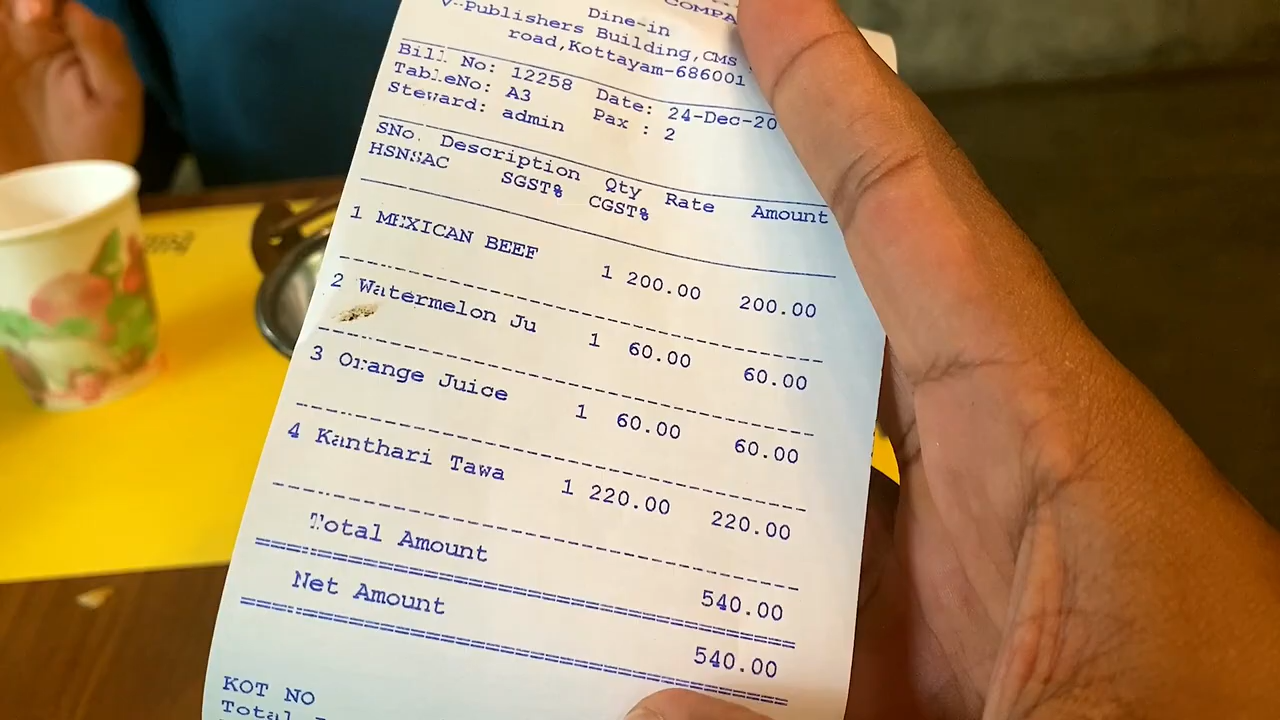 COMPA
Dine-in
V-Publishers Building,CMS
road,Kottayam-686001
Bill No: 12258 Date: 24-Dec-20
TableNo: A3 Pax : 2
Steward: admin
SNo. Description Qty Rate Amount
HSNSAC SGST% CGST%
1 MEXICAN BEEF 1 200.00 200.00
2 Watermelon Ju 1 60.00 60.00
3 Orange Juice 1 60.00 60.00
4 Kanthari Tawa 1 220.00 220.00
Total Amount 540.00
Net Amount 540.00
KOT NO
Total